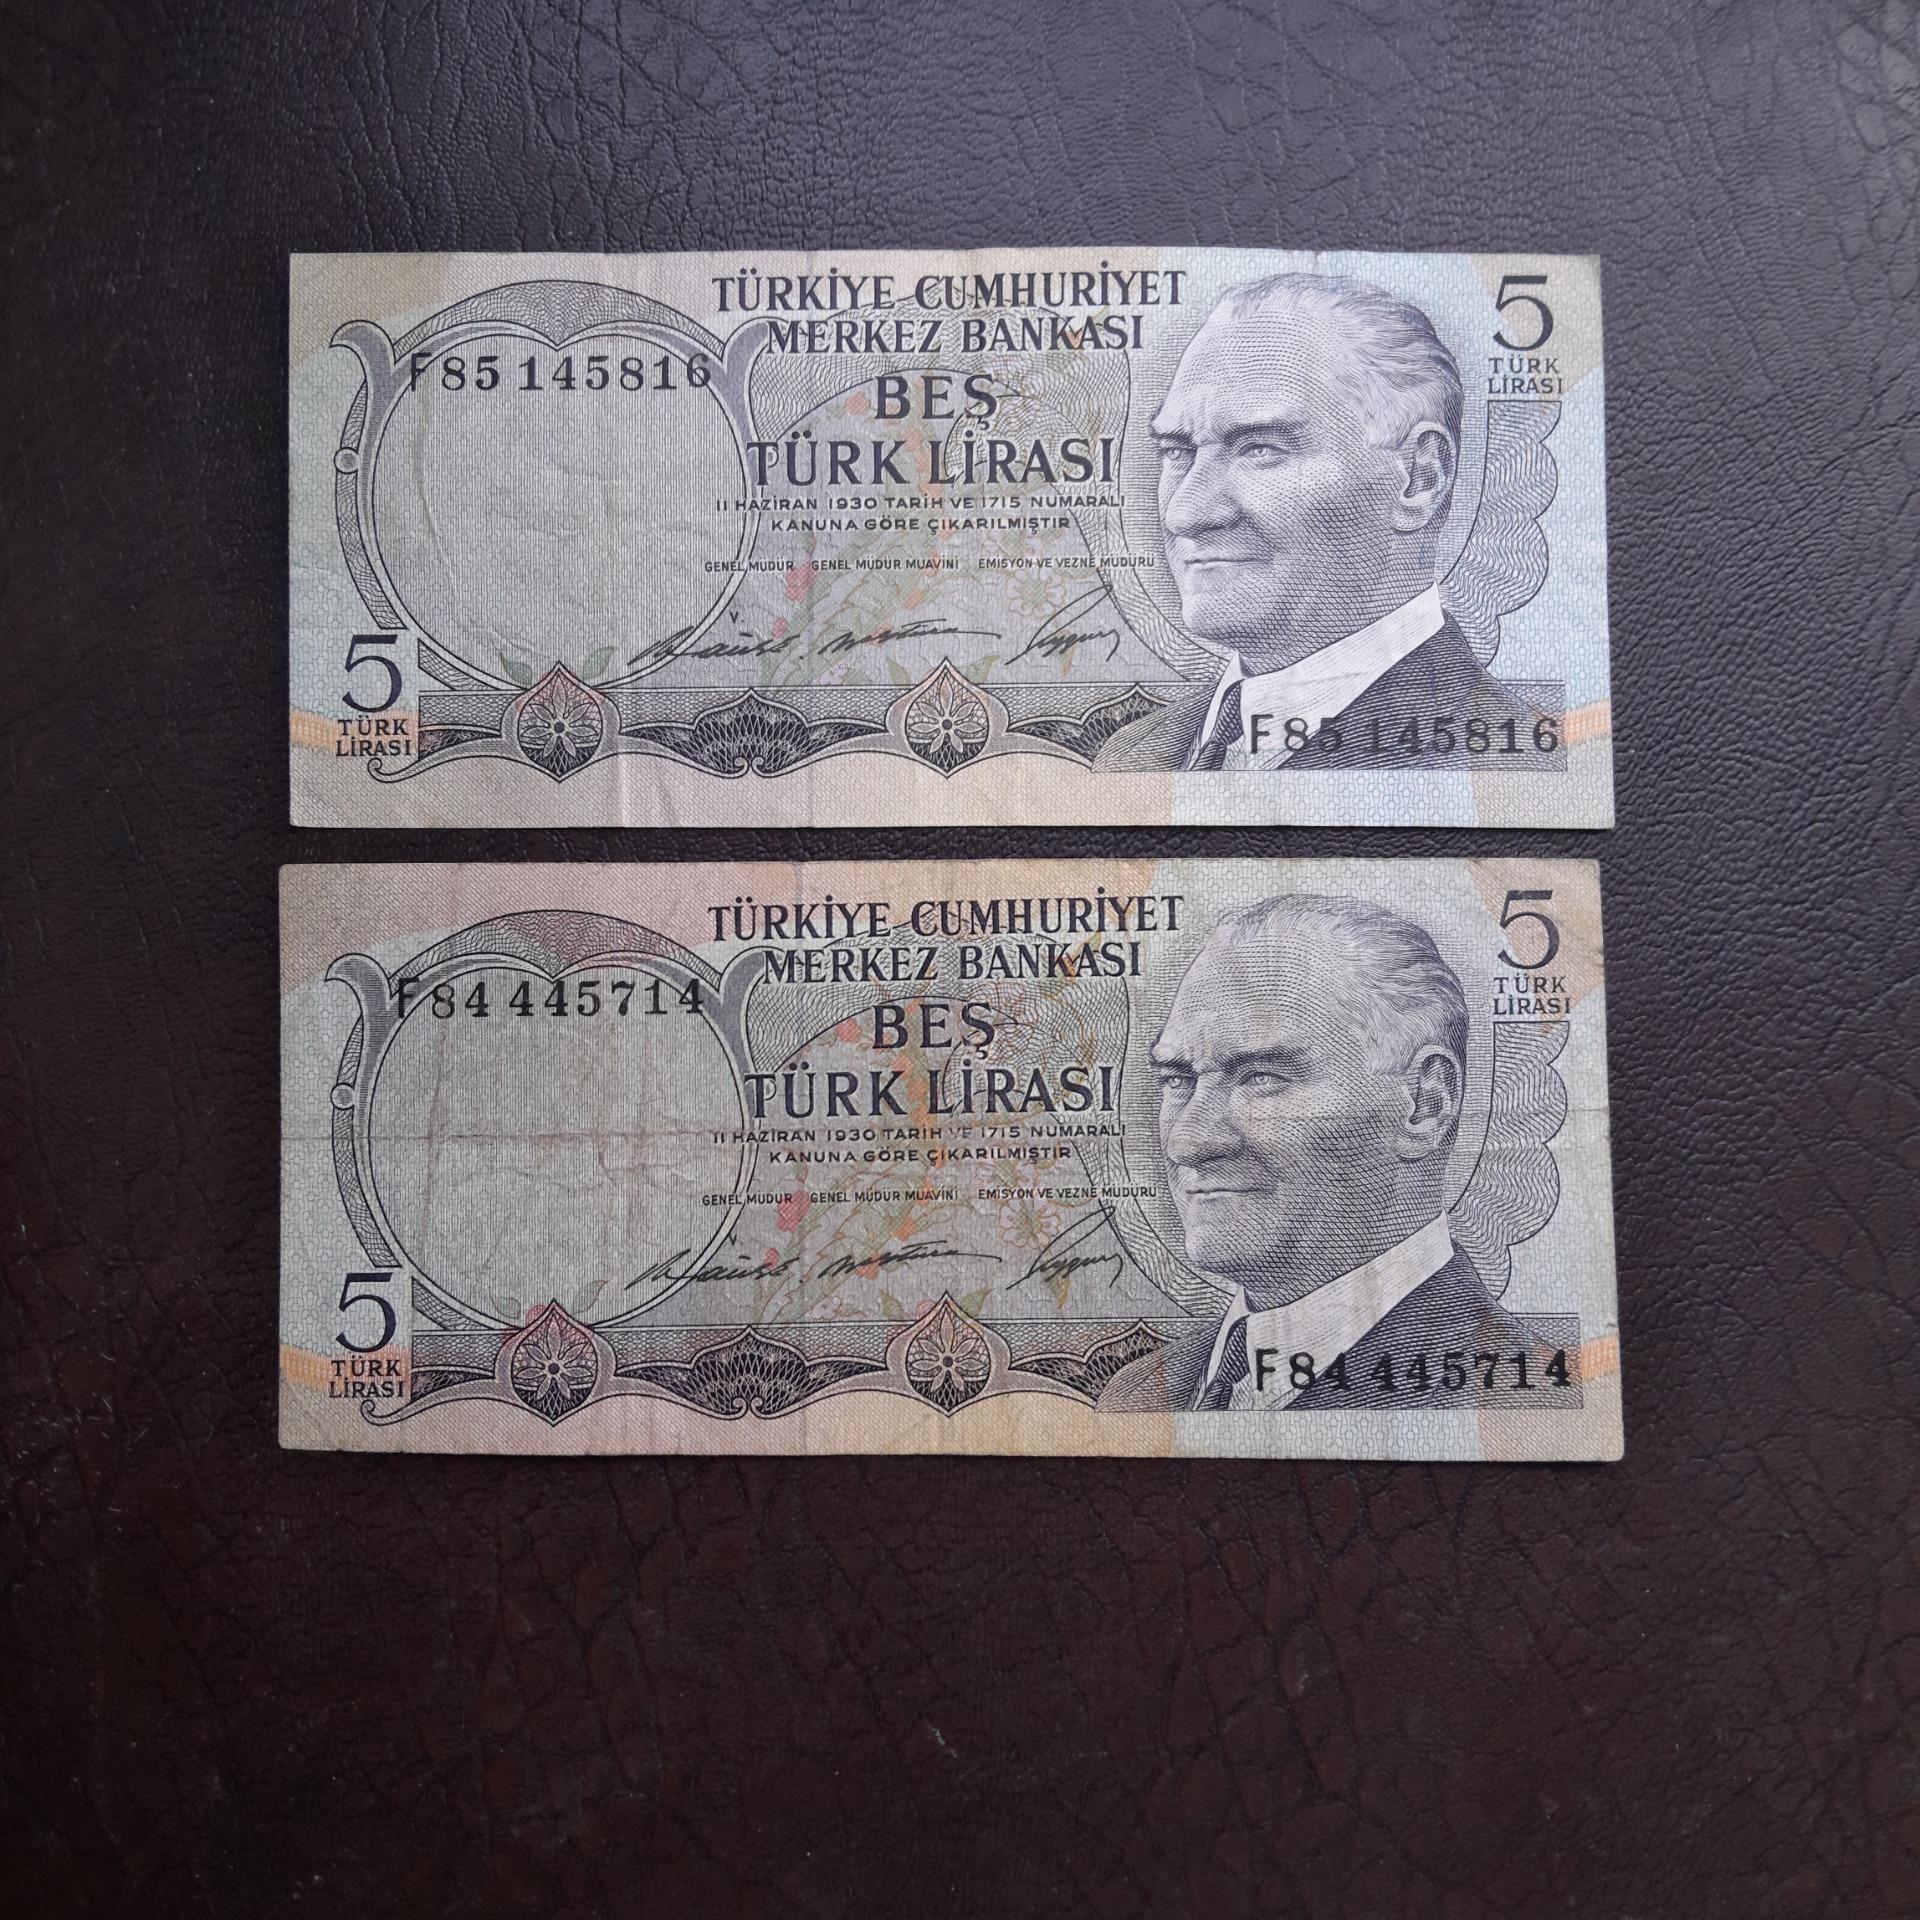 TÜRKİYE CUMHURİYET
MERKEZ BANKASI
5
TÜRK
LİRASI
F85 145816
BEŞ
TÜRK LİRASI
11 HAZİRAN 1930 TARİH VE 1715 NUMARALI
KANUNA GÖRE ÇIKARILMIŞTIR
GENEL MÜDÜR GENEL MÜDÜR MUAVİNİ EMİSYON VE VEZNE MÜDÜRÜ
V.
5
TÜRK
LİRASI
F85 145816
TÜRKİYE CUMHURİYET
MERKEZ BANKASI
5
TÜRK
LİRASI
F84 445714
BEŞ
TÜRK LİRASI
11 HAZİRAN 1930 TARİH VE 1715 NUMARALI
KANUNA GÖRE ÇIKARILMIŞTIR
GENEL MÜDÜR GENEL MÜDÜR MUAVİNİ EMİSYON VE VEZNE MÜDÜRÜ
V.
5
TÜRK
LİRASI
F84 445714